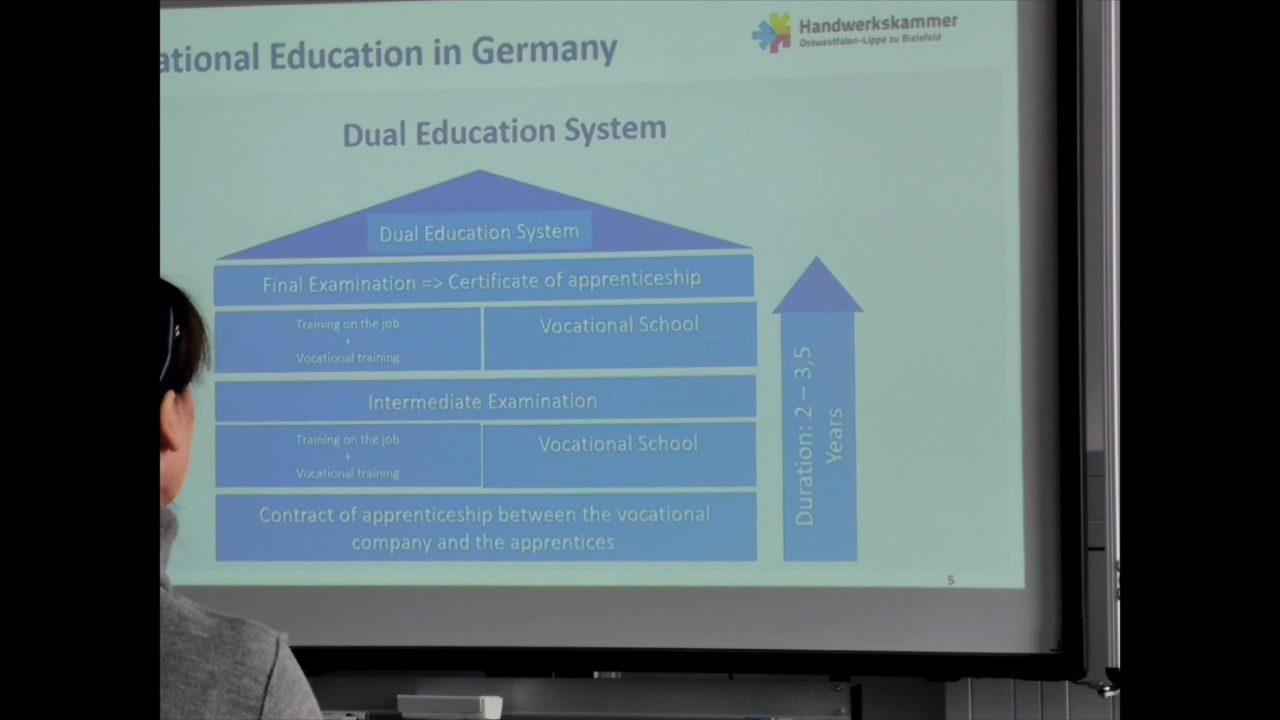 ational Education in Germany
Handwerkskammer
Ostwestfalen-Lippe zu Bielefeld
Dual Education System
Dual Education System
Final Examination => Certificate of apprenticeship
Training on the job
Vocational training
Vocational School
Intermediate Examination
Training on the job
Vocational training
Vocational School
Contract of apprenticeship between the vocational
company and the apprentices
Duration: 2 – 3,5
Years
5